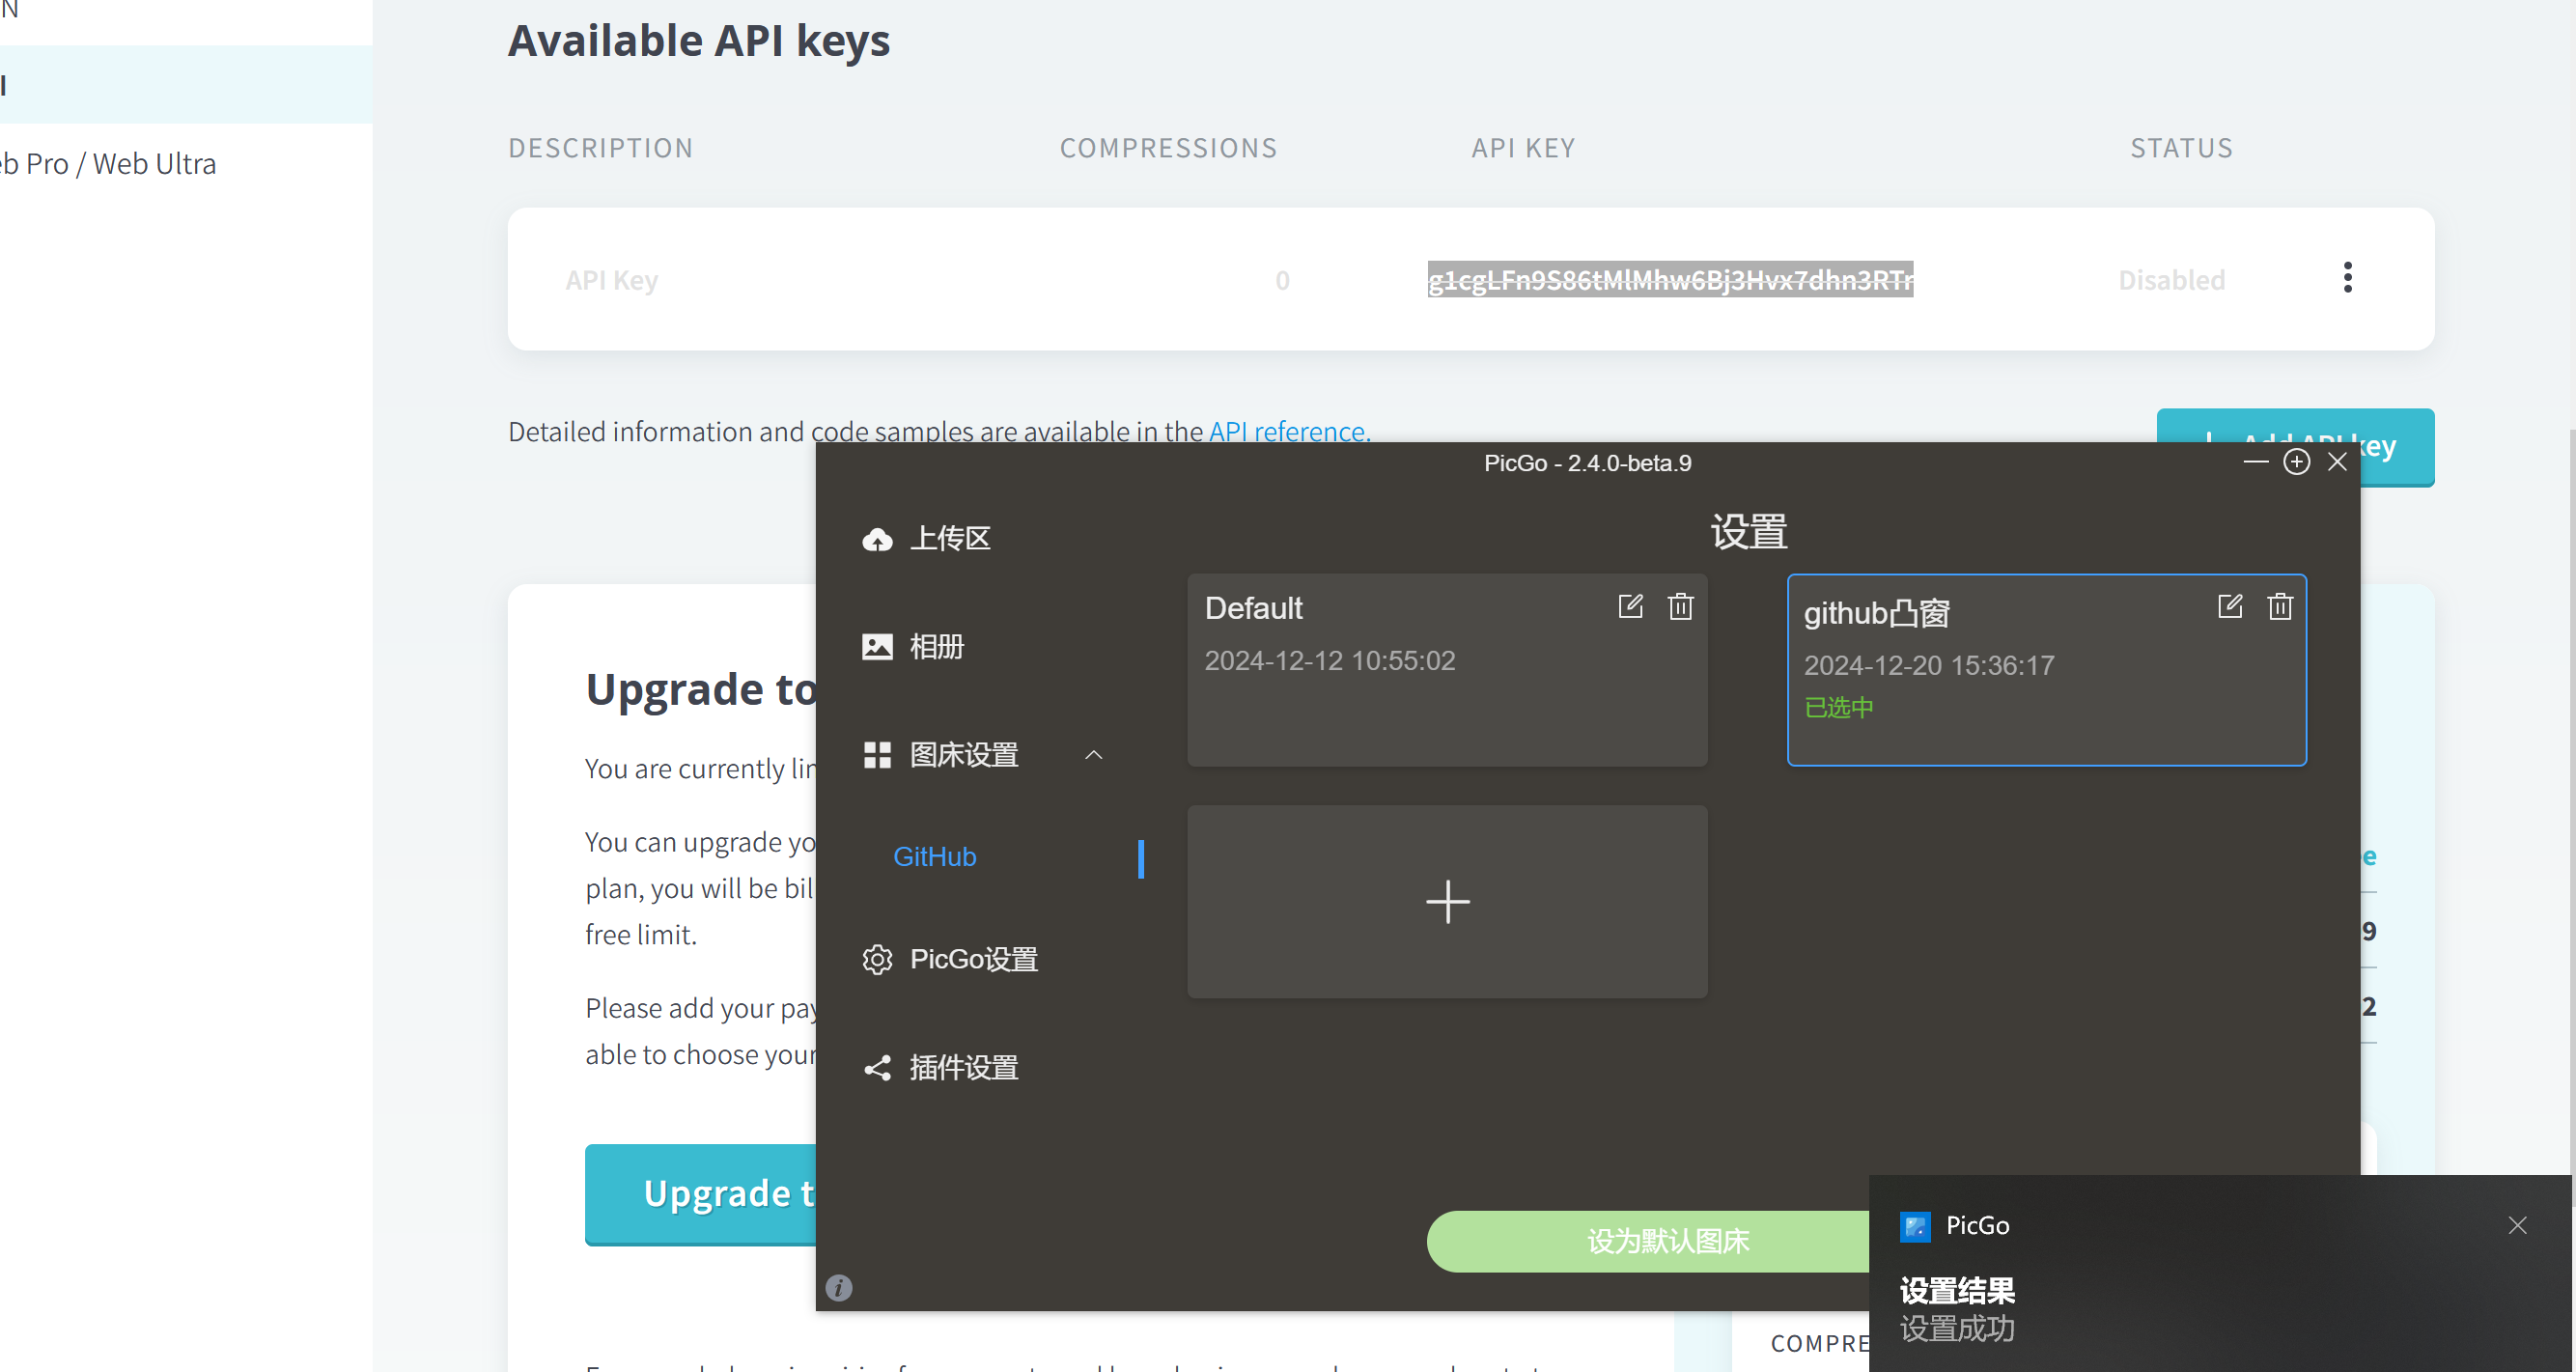 N
I
eb Pro / Web Ultra
Available API keys
DESCRIPTION COMPRESSIONS API KEY STATUS
API Key 0 g1cgLFn9S86tMlMhw6Bj3Hvx7dhn3RTr Disabled
Detailed information and code samples are available in the API reference.
Add API key
Upgrade to
You are currently lin
You can upgrade yo
plan, you will be bil
free limit.
Please add your pay
able to choose your
Upgrade t
e
9
2
COMPRE
PicGo - 2.4.0-beta.9
上传区
相册
图床设置
GitHub
PicGo设置
插件设置
设置
Default
2024-12-12 10:55:02
github凸窗
2024-12-20 15:36:17
已选中
设为默认图床
PicGo
设置结果
设置成功